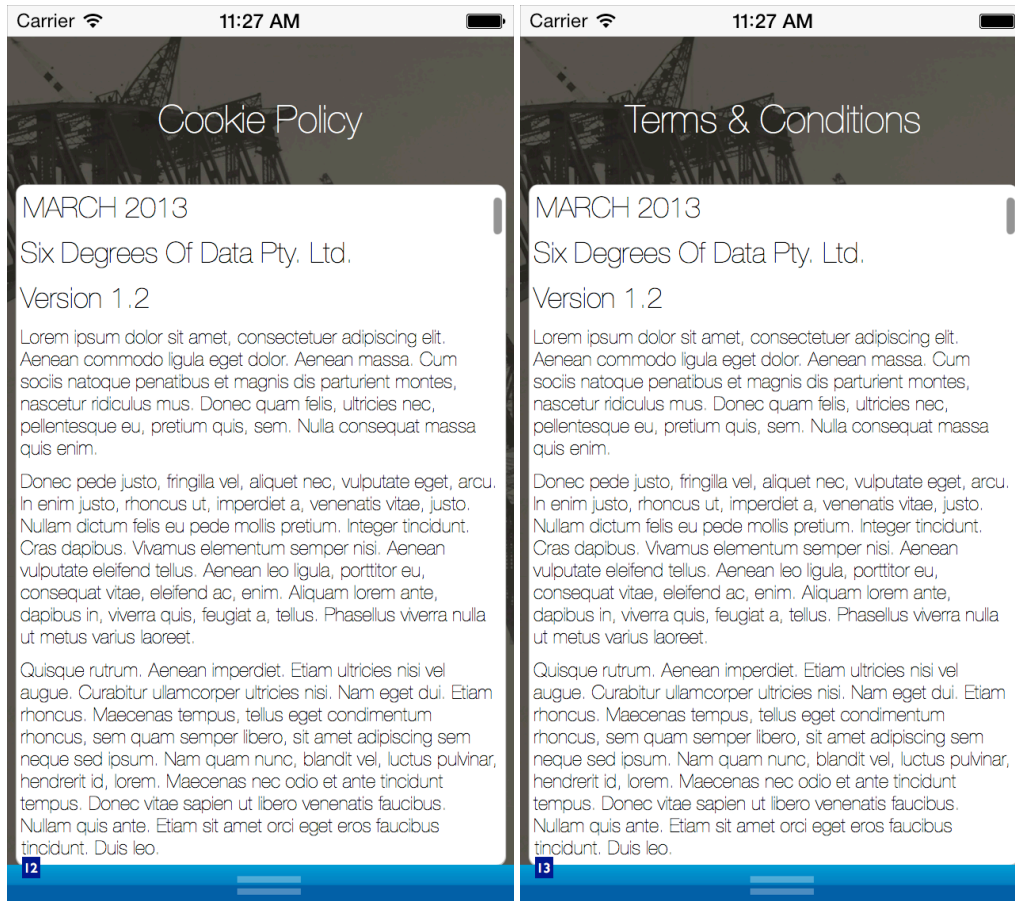 Carrier 11:27 AM
Cookie Policy
MARCH 2013
Six Degrees Of Data Pty. Ltd.
Version 1.2
Lorem ipsum dolor sit amet, consectetuer adipiscing elit.
Aenean commodo ligula eget dolor. Aenean massa. Cum
sociis natoque penatibus et magnis dis parturient montes,
nascetur ridiculus mus. Donec quam felis, ultricies nec,
pellentesque eu, pretium quis, sem. Nulla consequat massa
quis enim.
Donec pede justo, fringilla vel, aliquet nec, vulputate eget, arcu.
In enim justo, rhoncus ut, imperdiet a, venenatis vitae, justo.
Nullam dictum felis eu pede mollis pretium. Integer tincidunt.
Cras dapibus. Vivamus elementum semper nisi. Aenean
vulputate eleifend tellus. Aenean leo ligula, porttitor eu,
consequat vitae, eleifend ac, enim. Aliquam lorem ante,
dapibus in, viverra quis, feugiat a, tellus. Phasellus viverra nulla
ut metus varius laoreet.
Quisque rutrum. Aenean imperdiet. Etiam ultricies nisi vel
augue. Curabitur ullamcorper ultricies nisi. Nam eget dui. Etiam
rhoncus. Maecenas tempus, tellus eget condimentum
rhoncus, sem quam semper libero, sit amet adipiscing sem
neque sed ipsum. Nam quam nunc, blandit vel, luctus pulvinar,
hendrerit id, lorem. Maecenas nec odio et ante tincidunt
tempus. Donec vitae sapien ut libero venenatis faucibus.
Nullam quis ante. Etiam sit amet orci eget eros faucibus
tincidunt. Duis leo.
12
Carrier 11:27 AM
Terms & Conditions
MARCH 2013
Six Degrees Of Data Pty. Ltd.
Version 1.2
Lorem ipsum dolor sit amet, consectetuer adipiscing elit.
Aenean commodo ligula eget dolor. Aenean massa. Cum
sociis natoque penatibus et magnis dis parturient montes,
nascetur ridiculus mus. Donec quam felis, ultricies nec,
pellentesque eu, pretium quis, sem. Nulla consequat massa
quis enim.
Donec pede justo, fringilla vel, aliquet nec, vulputate eget, arcu.
In enim justo, rhoncus ut, imperdiet a, venenatis vitae, justo.
Nullam dictum felis eu pede mollis pretium. Integer tincidunt.
Cras dapibus. Vivamus elementum semper nisi. Aenean
vulputate eleifend tellus. Aenean leo ligula, porttitor eu,
consequat vitae, eleifend ac, enim. Aliquam lorem ante,
dapibus in, viverra quis, feugiat a, tellus. Phasellus viverra nulla
ut metus varius laoreet.
Quisque rutrum. Aenean imperdiet. Etiam ultricies nisi vel
augue. Curabitur ullamcorper ultricies nisi. Nam eget dui. Etiam
rhoncus. Maecenas tempus, tellus eget condimentum
rhoncus, sem quam semper libero, sit amet adipiscing sem
neque sed ipsum. Nam quam nunc, blandit vel, luctus pulvinar,
hendrerit id, lorem. Maecenas nec odio et ante tincidunt
tempus. Donec vitae sapien ut libero venenatis faucibus.
Nullam quis ante. Etiam sit amet orci eget eros faucibus
tincidunt. Duis leo.
13